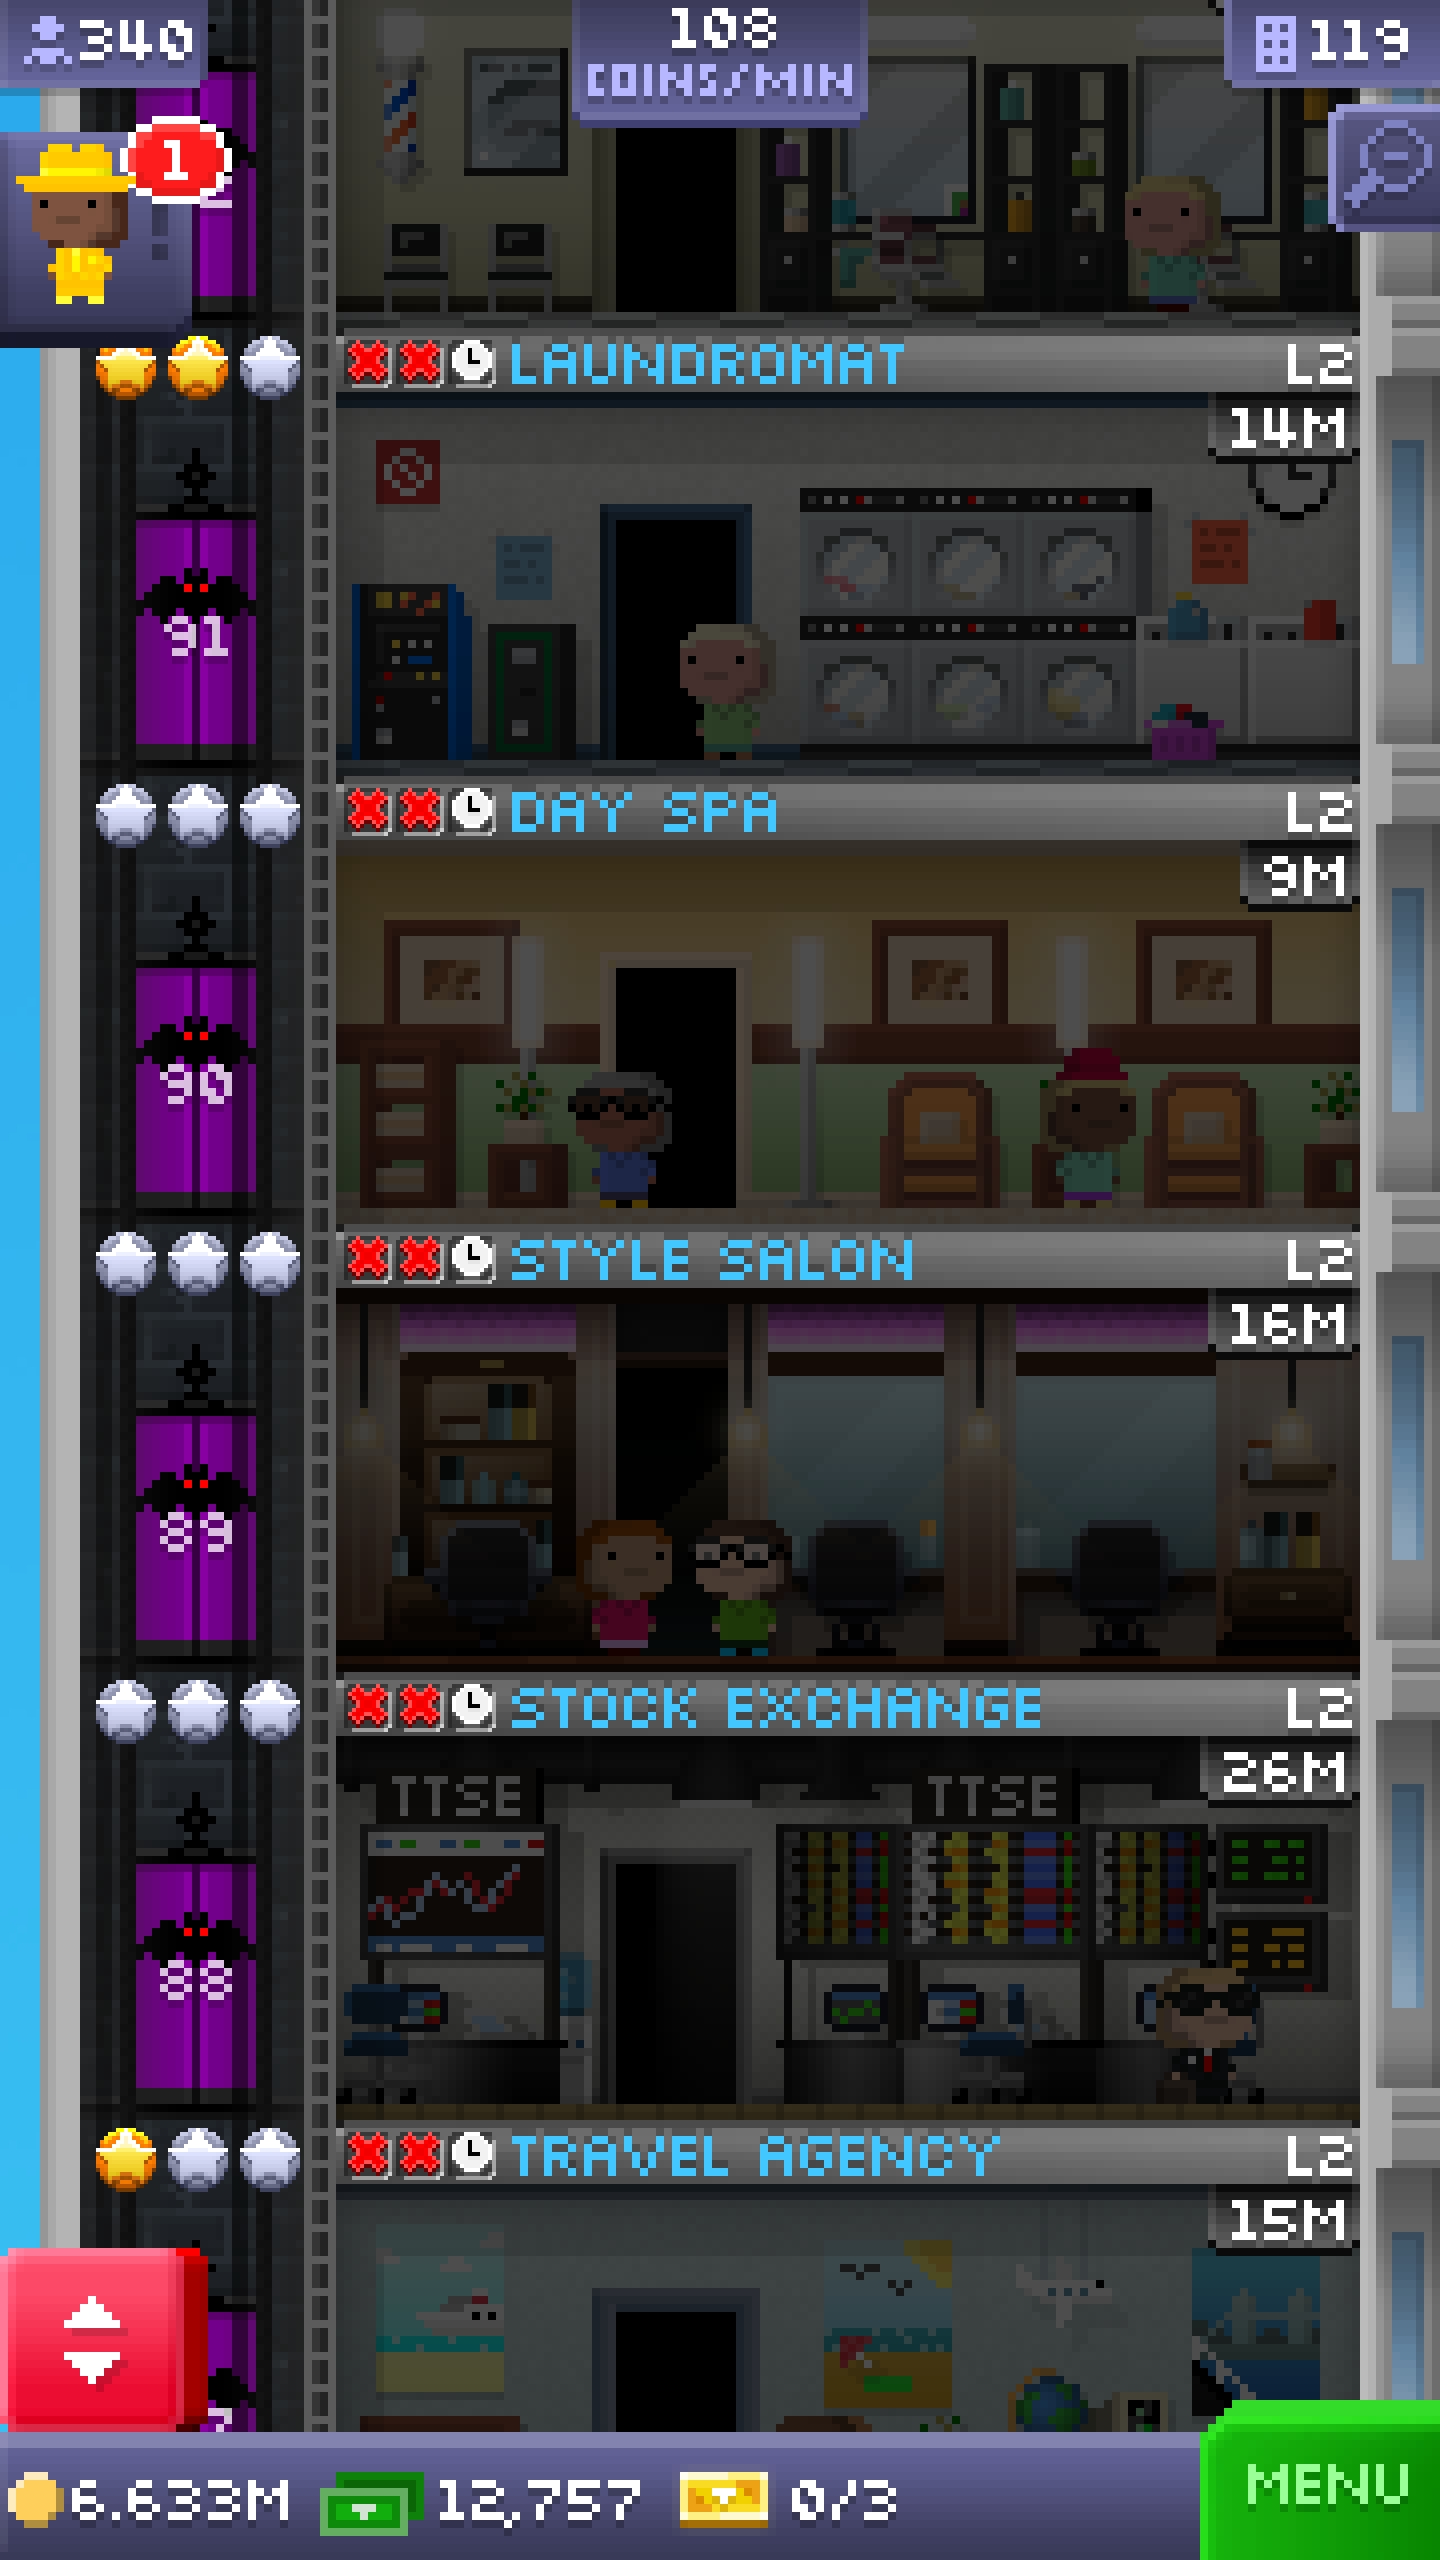 340
108
COINS/MIN
119
1
LAUNDROMAT L2
14M
91
DAY SPA L2
9M
90
STYLE SALON L2
16M
89
STOCK EXCHANGE L2
26M
TTSE TTSE
88
TRAVEL AGENCY L2
15M
6.633M 12,757 0/3
MENU